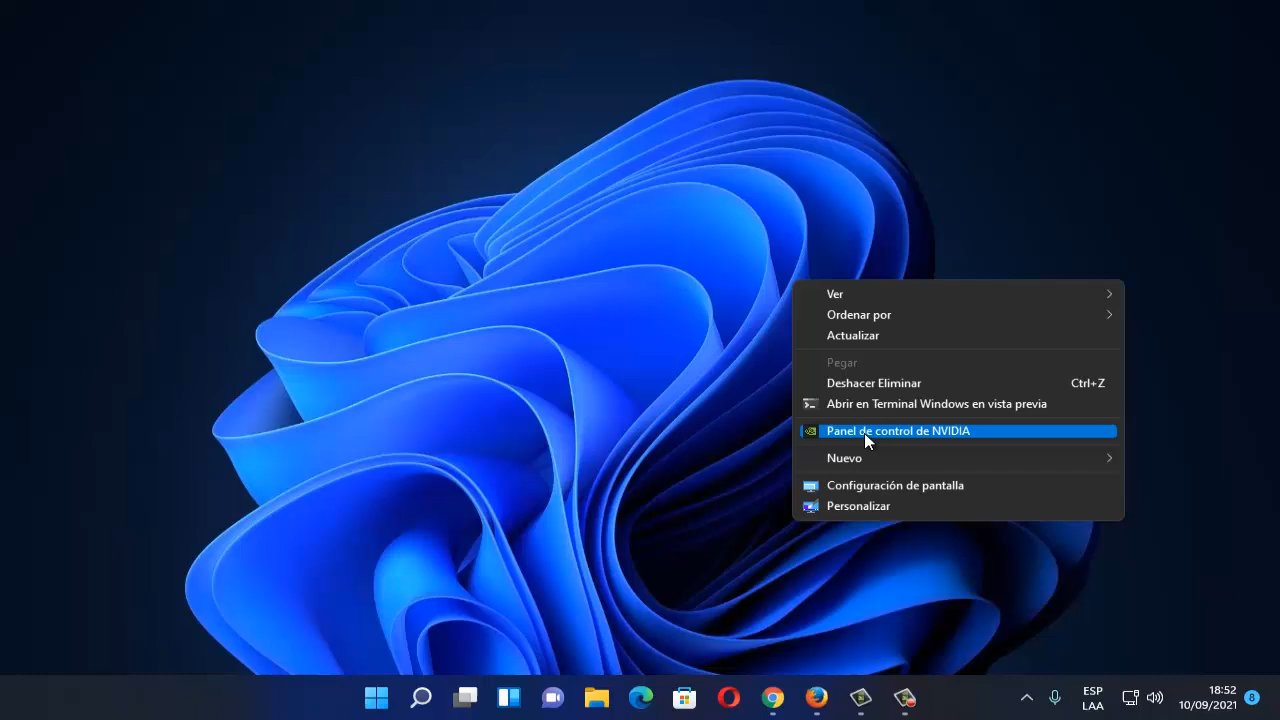 Ver
Ordenar por
Actualizar
Pegar
Deshacer Eliminar Ctrl+Z
Abrir en Terminal Windows en vista previa
Panel de control de NVIDIA
Nuevo
Configuración de pantalla
Personalizar
ESP
LAA
18:52
10/09/2021
8